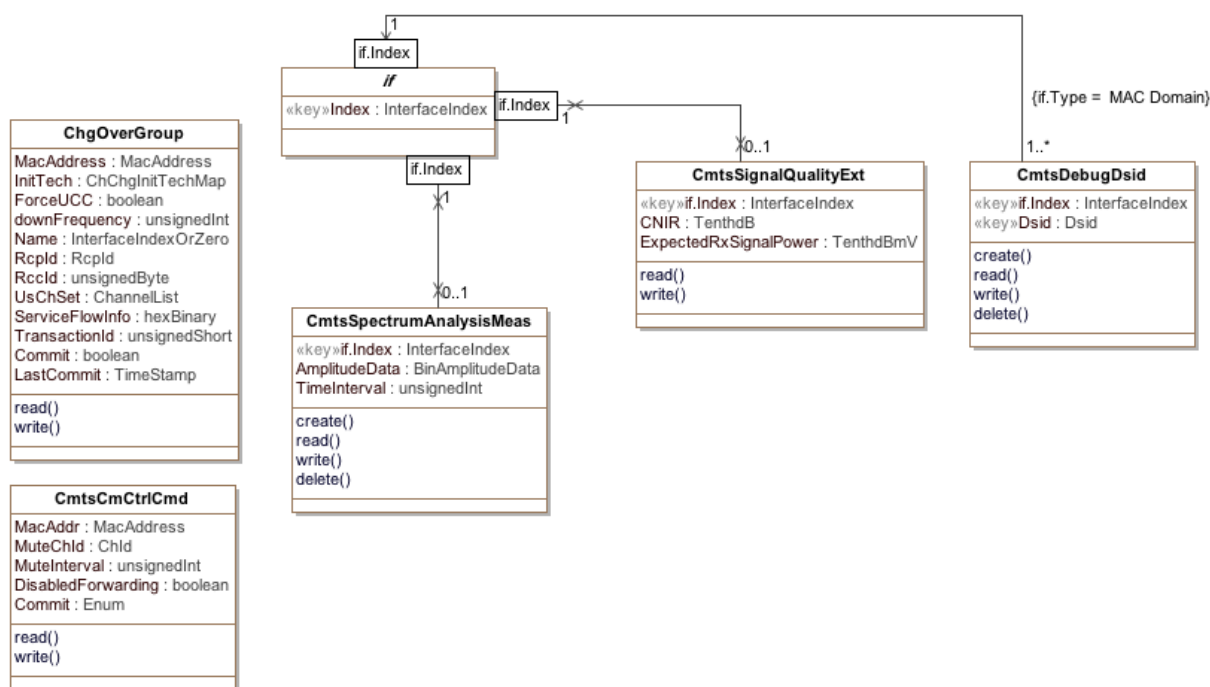 1
if.Index
if
«key»Index : InterfaceIndex
if.Index
1
{if.Type = MAC Domain}
if.Index
1
0..1
1..*
ChgOverGroup
MacAddress : MacAddress
InitTech : ChChgInitTechMap
ForceUCC : boolean
downFrequency : unsignedInt
Name : InterfaceIndexOrZero
RcpId : RcpId
RccId : unsignedByte
UsChSet : ChannelList
ServiceFlowInfo : hexBinary
TransactionId : unsignedShort
Commit : boolean
LastCommit : TimeStamp
read()
write()
CmtsSignalQualityExt
«key»if.Index : InterfaceIndex
CNIR : TenthdB
ExpectedRxSignalPower : TenthdBmV
read()
write()
CmtsDebugDsid
«key»if.Index : InterfaceIndex
«key»Dsid : Dsid
create()
read()
write()
delete()
0..1
CmtsSpectrumAnalysisMeas
«key»if.Index : InterfaceIndex
AmplitudeData : BinAmplitudeData
TimeInterval : unsignedInt
create()
read()
write()
delete()
CmtsCmCtrlCmd
MacAddr : MacAddress
MuteChId : ChId
MuteInterval : unsignedInt
DisabledForwarding : boolean
Commit : Enum
read()
write()